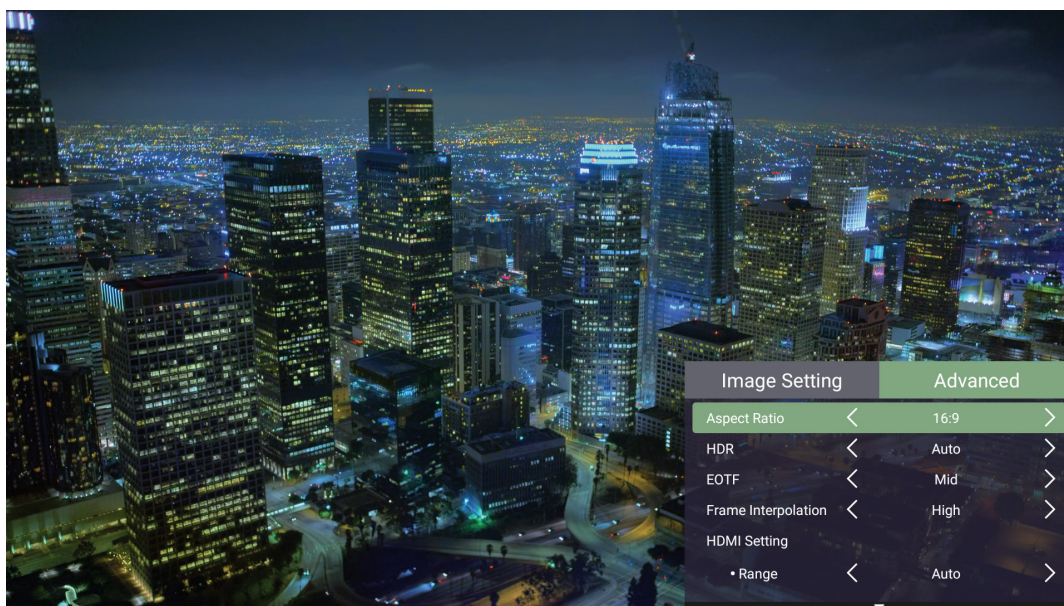 Image Setting Advanced
Aspect Ratio 16:9
HDR Auto
EOTF Mid
Frame Interpolation High
HDMI Setting
• Range Auto